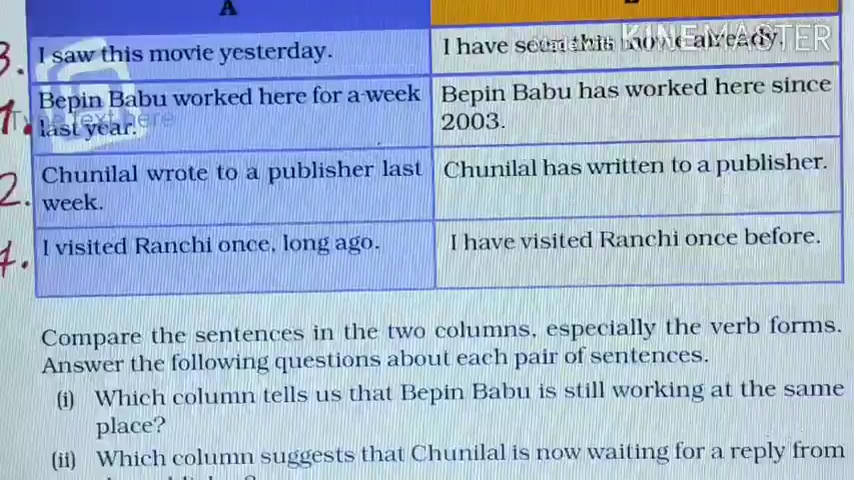 A
3. I saw this movie yesterday.
I have seen this movie already.
Made with KINEMASTER
1. Bepin Babu worked here for a week
last year.
Type text here
Bepin Babu has worked here since
2003.
2. Chunilal wrote to a publisher last
week.
Chunilal has written to a publisher.
4. I visited Ranchi once, long ago.
I have visited Ranchi once before.
Compare the sentences in the two columns, especially the verb forms.
Answer the following questions about each pair of sentences.
(i) Which column tells us that Bepin Babu is still working at the same
place?
(ii) Which column suggests that Chunilal is now waiting for a reply from